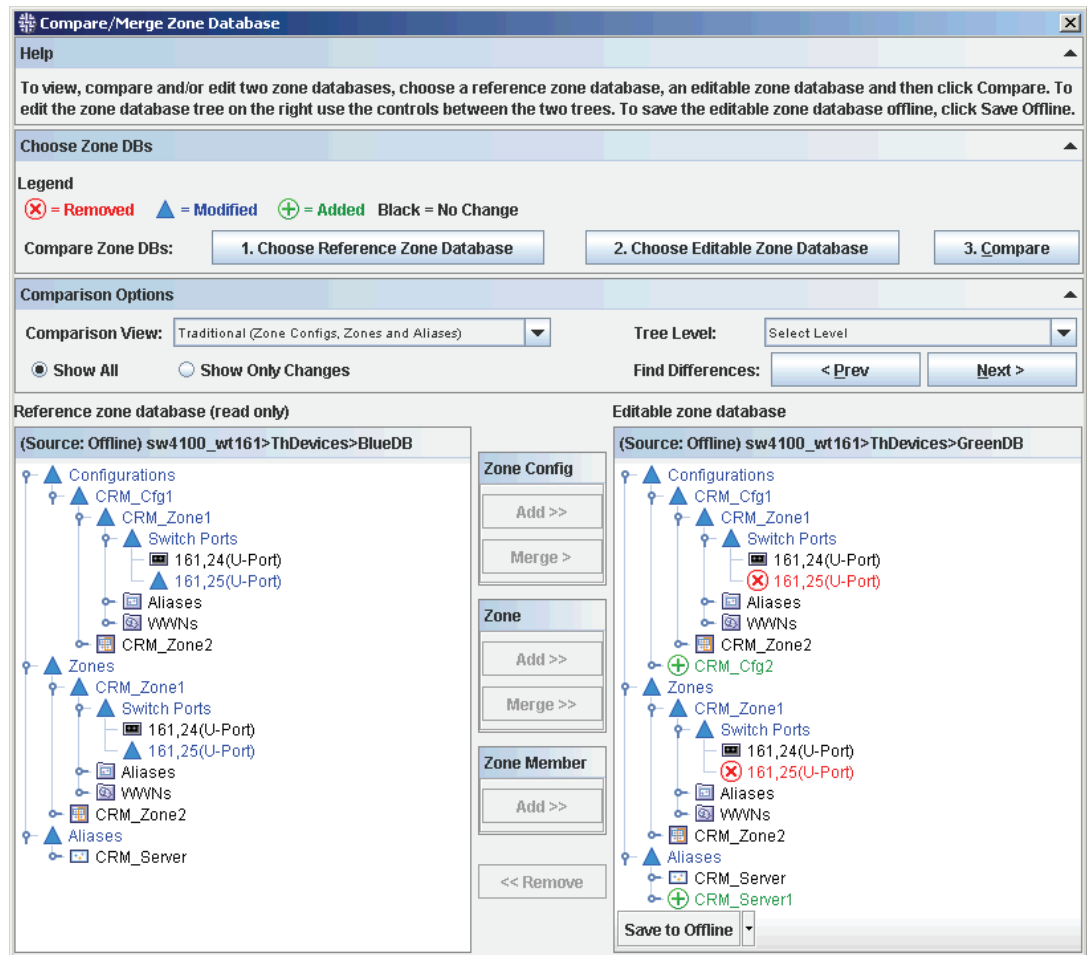 Compare/Merge Zone Database
Help
To view, compare and/or edit two zone databases, choose a reference zone database, an editable zone database and then click Compare. To
edit the zone database tree on the right use the controls between the two trees. To save the editable zone database offline, click Save Offline.
Choose Zone DBs
Legend
= Removed = Modified = Added Black = No Change
Compare Zone DBs: 1. Choose Reference Zone Database 2. Choose Editable Zone Database 3. Compare
Comparison Options
Comparison View: Traditional (Zone Configs, Zones and Aliases) Tree Level: Select Level
Show All Show Only Changes Find Differences: < Prev Next >
Reference zone database (read only)
(Source: Offline) sw4100_wt161>ThDevices>BlueDB
Configurations
CRM_Cfg1
CRM_Zone1
Switch Ports
161,24(U-Port)
161,25(U-Port)
Aliases
WWNs
CRM_Zone2
Zones
CRM_Zone1
Switch Ports
161,24(U-Port)
161,25(U-Port)
Aliases
WWNs
CRM_Zone2
Aliases
CRM_Server
Zone Config
Add >>
Merge >
Zone
Add >>
Merge >>
Zone Member
Add >>
<< Remove
Editable zone database
(Source: Offline) sw4100_wt161>ThDevices>GreenDB
Configurations
CRM_Cfg1
CRM_Zone1
Switch Ports
161,24(U-Port)
161,25(U-Port)
Aliases
WWNs
CRM_Zone2
CRM_Cfg2
Zones
CRM_Zone1
Switch Ports
161,24(U-Port)
161,25(U-Port)
Aliases
WWNs
CRM_Zone2
Aliases
CRM_Server
CRM_Server1
Save to Offline